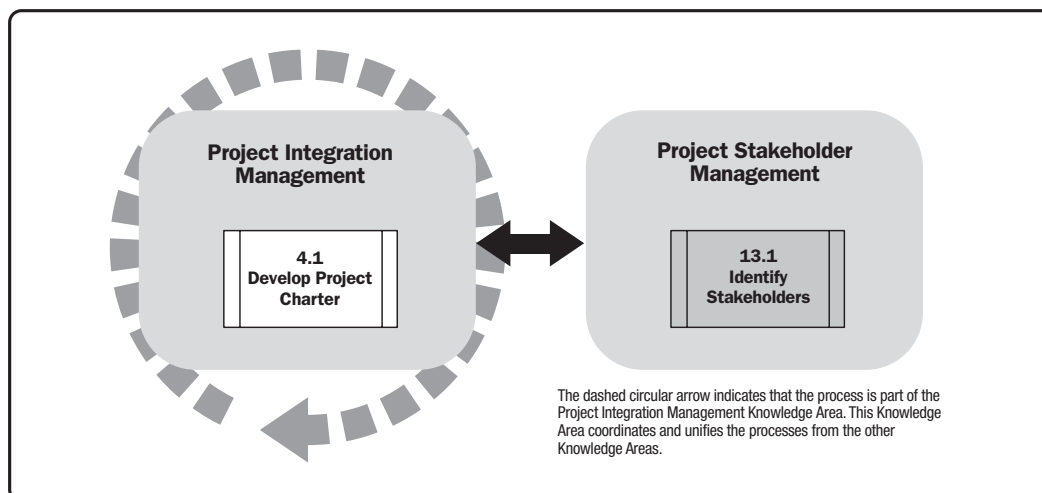 Project Integration
Management
4.1
Develop Project
Charter
Project Stakeholder
Management
13.1
Identify
Stakeholders
The dashed circular arrow indicates that the process is part of the
Project Integration Management Knowledge Area. This Knowledge
Area coordinates and unifies the processes from the other
Knowledge Areas.